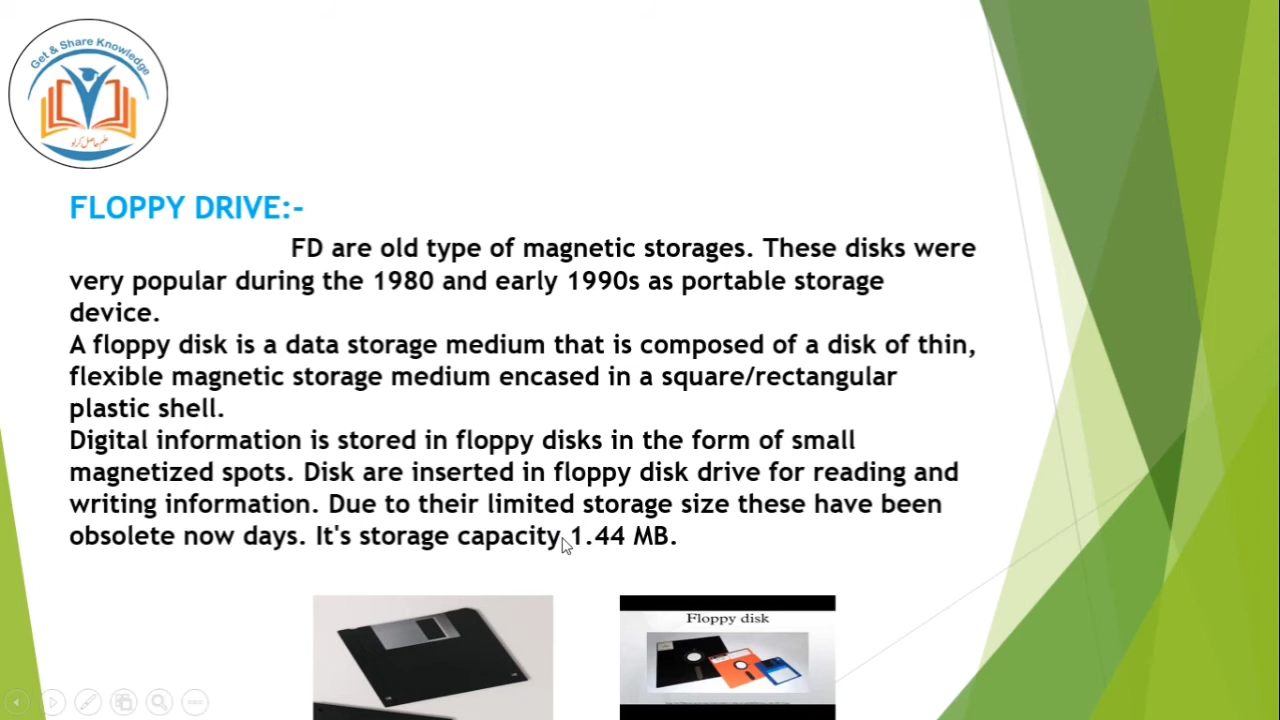 Get & Share Knowledge
علم حاصل کرلو
FLOPPY DRIVE:-
FD are old type of magnetic storages. These disks were
very popular during the 1980 and early 1990s as portable storage
device.
A floppy disk is a data storage medium that is composed of a disk of thin,
flexible magnetic storage medium encased in a square/rectangular
plastic shell.
Digital information is stored in floppy disks in the form of small
magnetized spots. Disk are inserted in floppy disk drive for reading and
writing information. Due to their limited storage size these have been
obsolete now days. It's storage capacity 1.44 MB.
Floppy disk